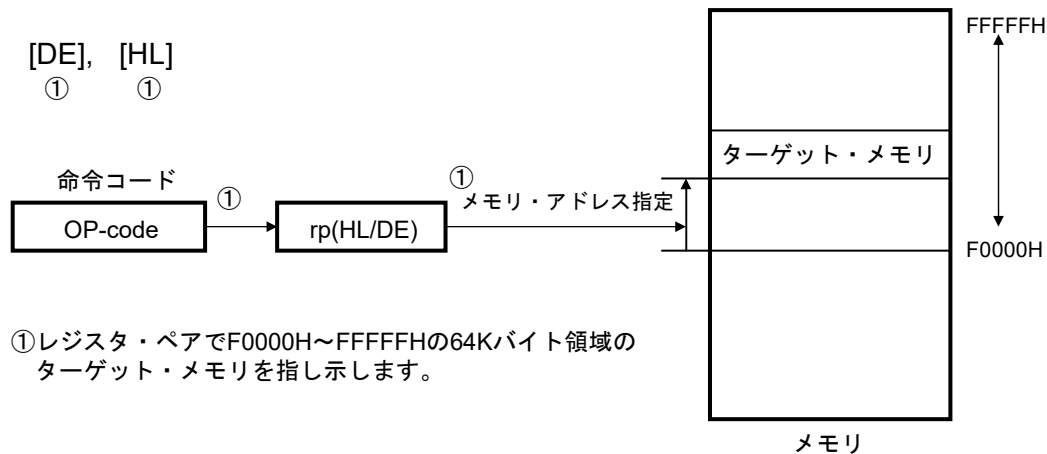 FFFFFH
[DE], [HL]
① ①
ターゲット・メモリ
命令コード
①
①
メモリ・アドレス指定
OP-code
rp(HL/DE)
F0000H
①レジスタ・ペアでF0000H～FFFFFHの64Kバイト領域の
ターゲット・メモリを指し示します。
メモリ